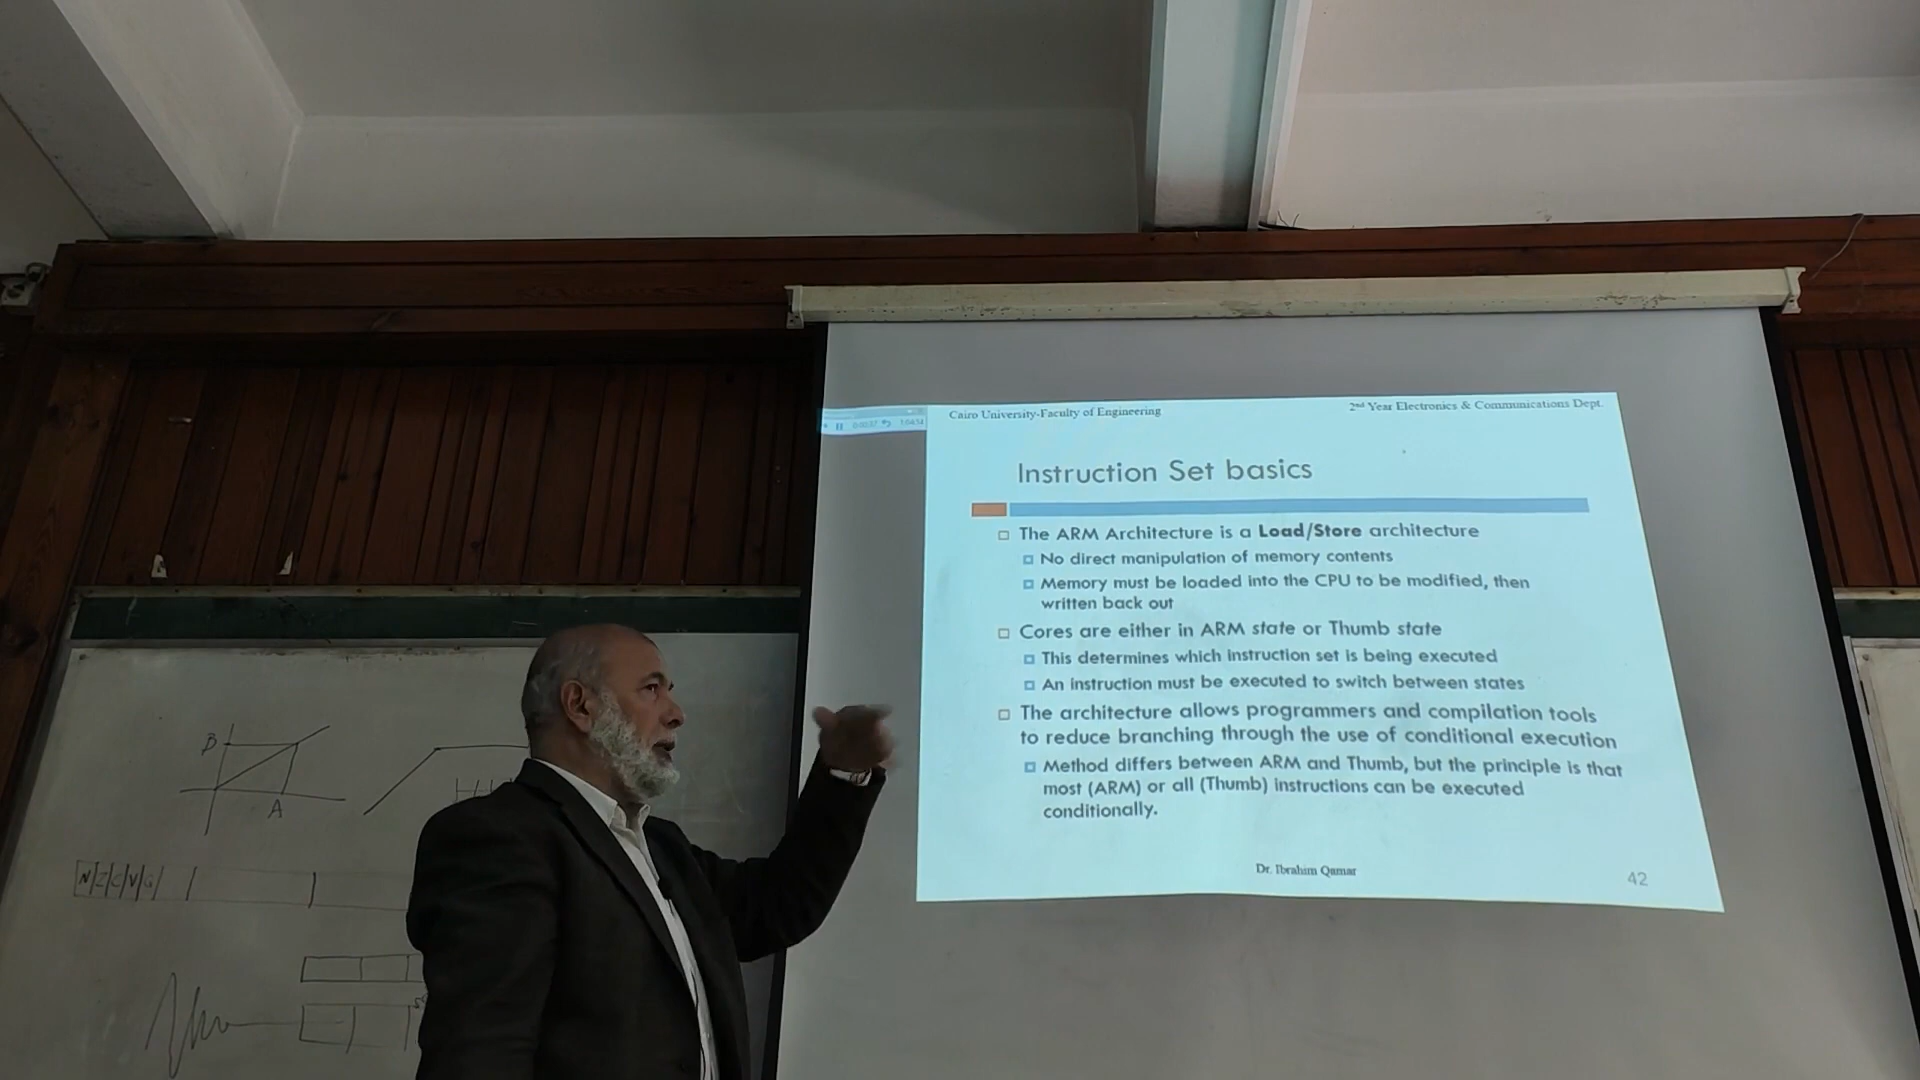 Cairo University-Faculty of Engineering
2nd Year Electronics & Communications Dept.
Instruction Set basics
The ARM Architecture is a Load/Store architecture
No direct manipulation of memory contents
Memory must be loaded into the CPU to be modified, then
written back out
Cores are either in ARM state or Thumb state
This determines which instruction set is being executed
An instruction must be executed to switch between states
The architecture allows programmers and compilation tools
to reduce branching through the use of conditional execution
Method differs between ARM and Thumb, but the principle is that
most (ARM) or all (Thumb) instructions can be executed
conditionally.
Dr. Ibrahim Qamar
42
B
A
N Z C V